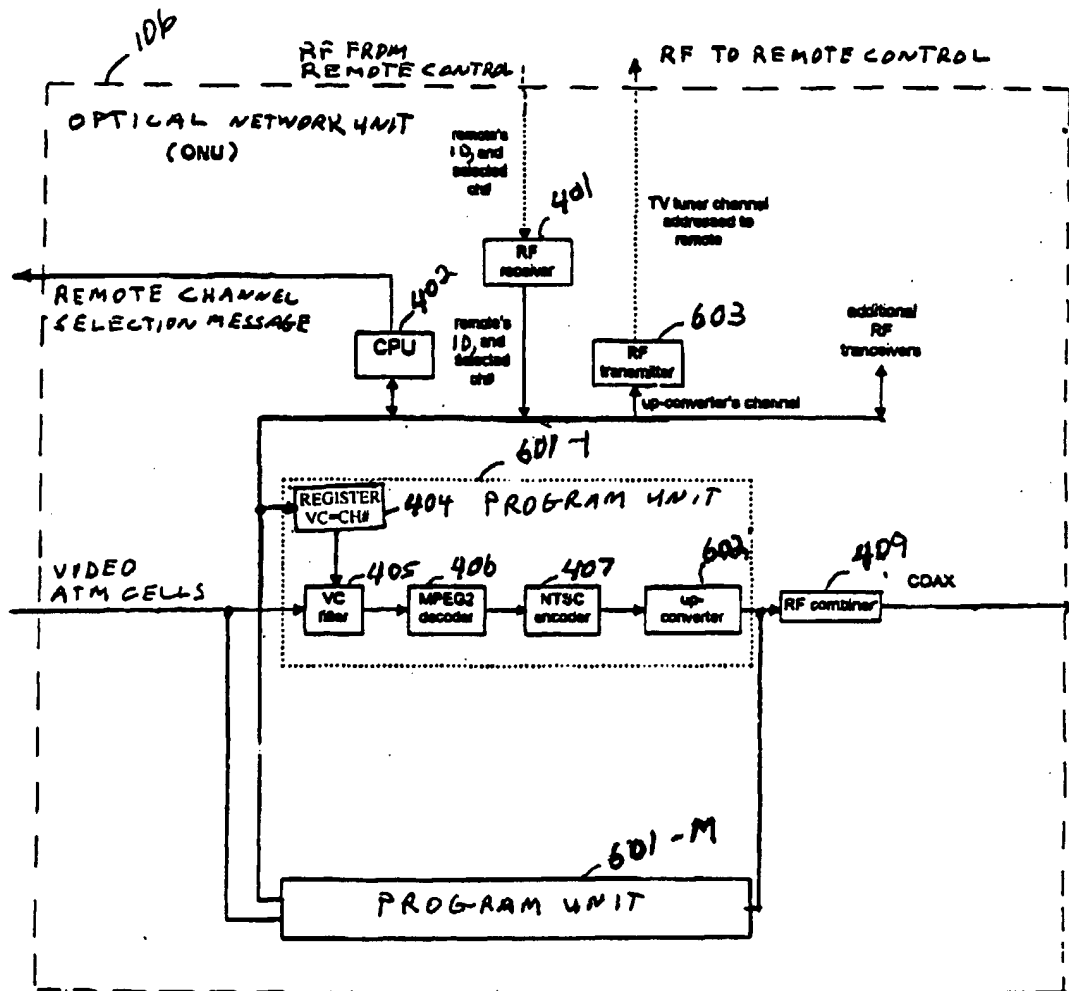 106
RF FROM
REMOTE CONTROL
RF TO REMOTE CONTROL
OPTICAL NETWORK UNIT
(ONU)
remote's
ID, and
selected
ch#
401
RF
receiver
TV tuner channel
addressed to
remote
REMOTE CHANNEL
SELECTION MESSAGE
402
CPU
remote's
ID, and
selected
ch#
603
RF
transmitter
up-converter's channel
additional
RF
tranceivers
601-1
REGISTER
VC=CH#
404
PROGRAM UNIT
VIDEO
ATM CELLS
405
VC
filter
406
MPEG2
decoder
407
NTSC
encoder
602
up-
converter
409
RF combiner
COAX
601-M
PROGRAM UNIT